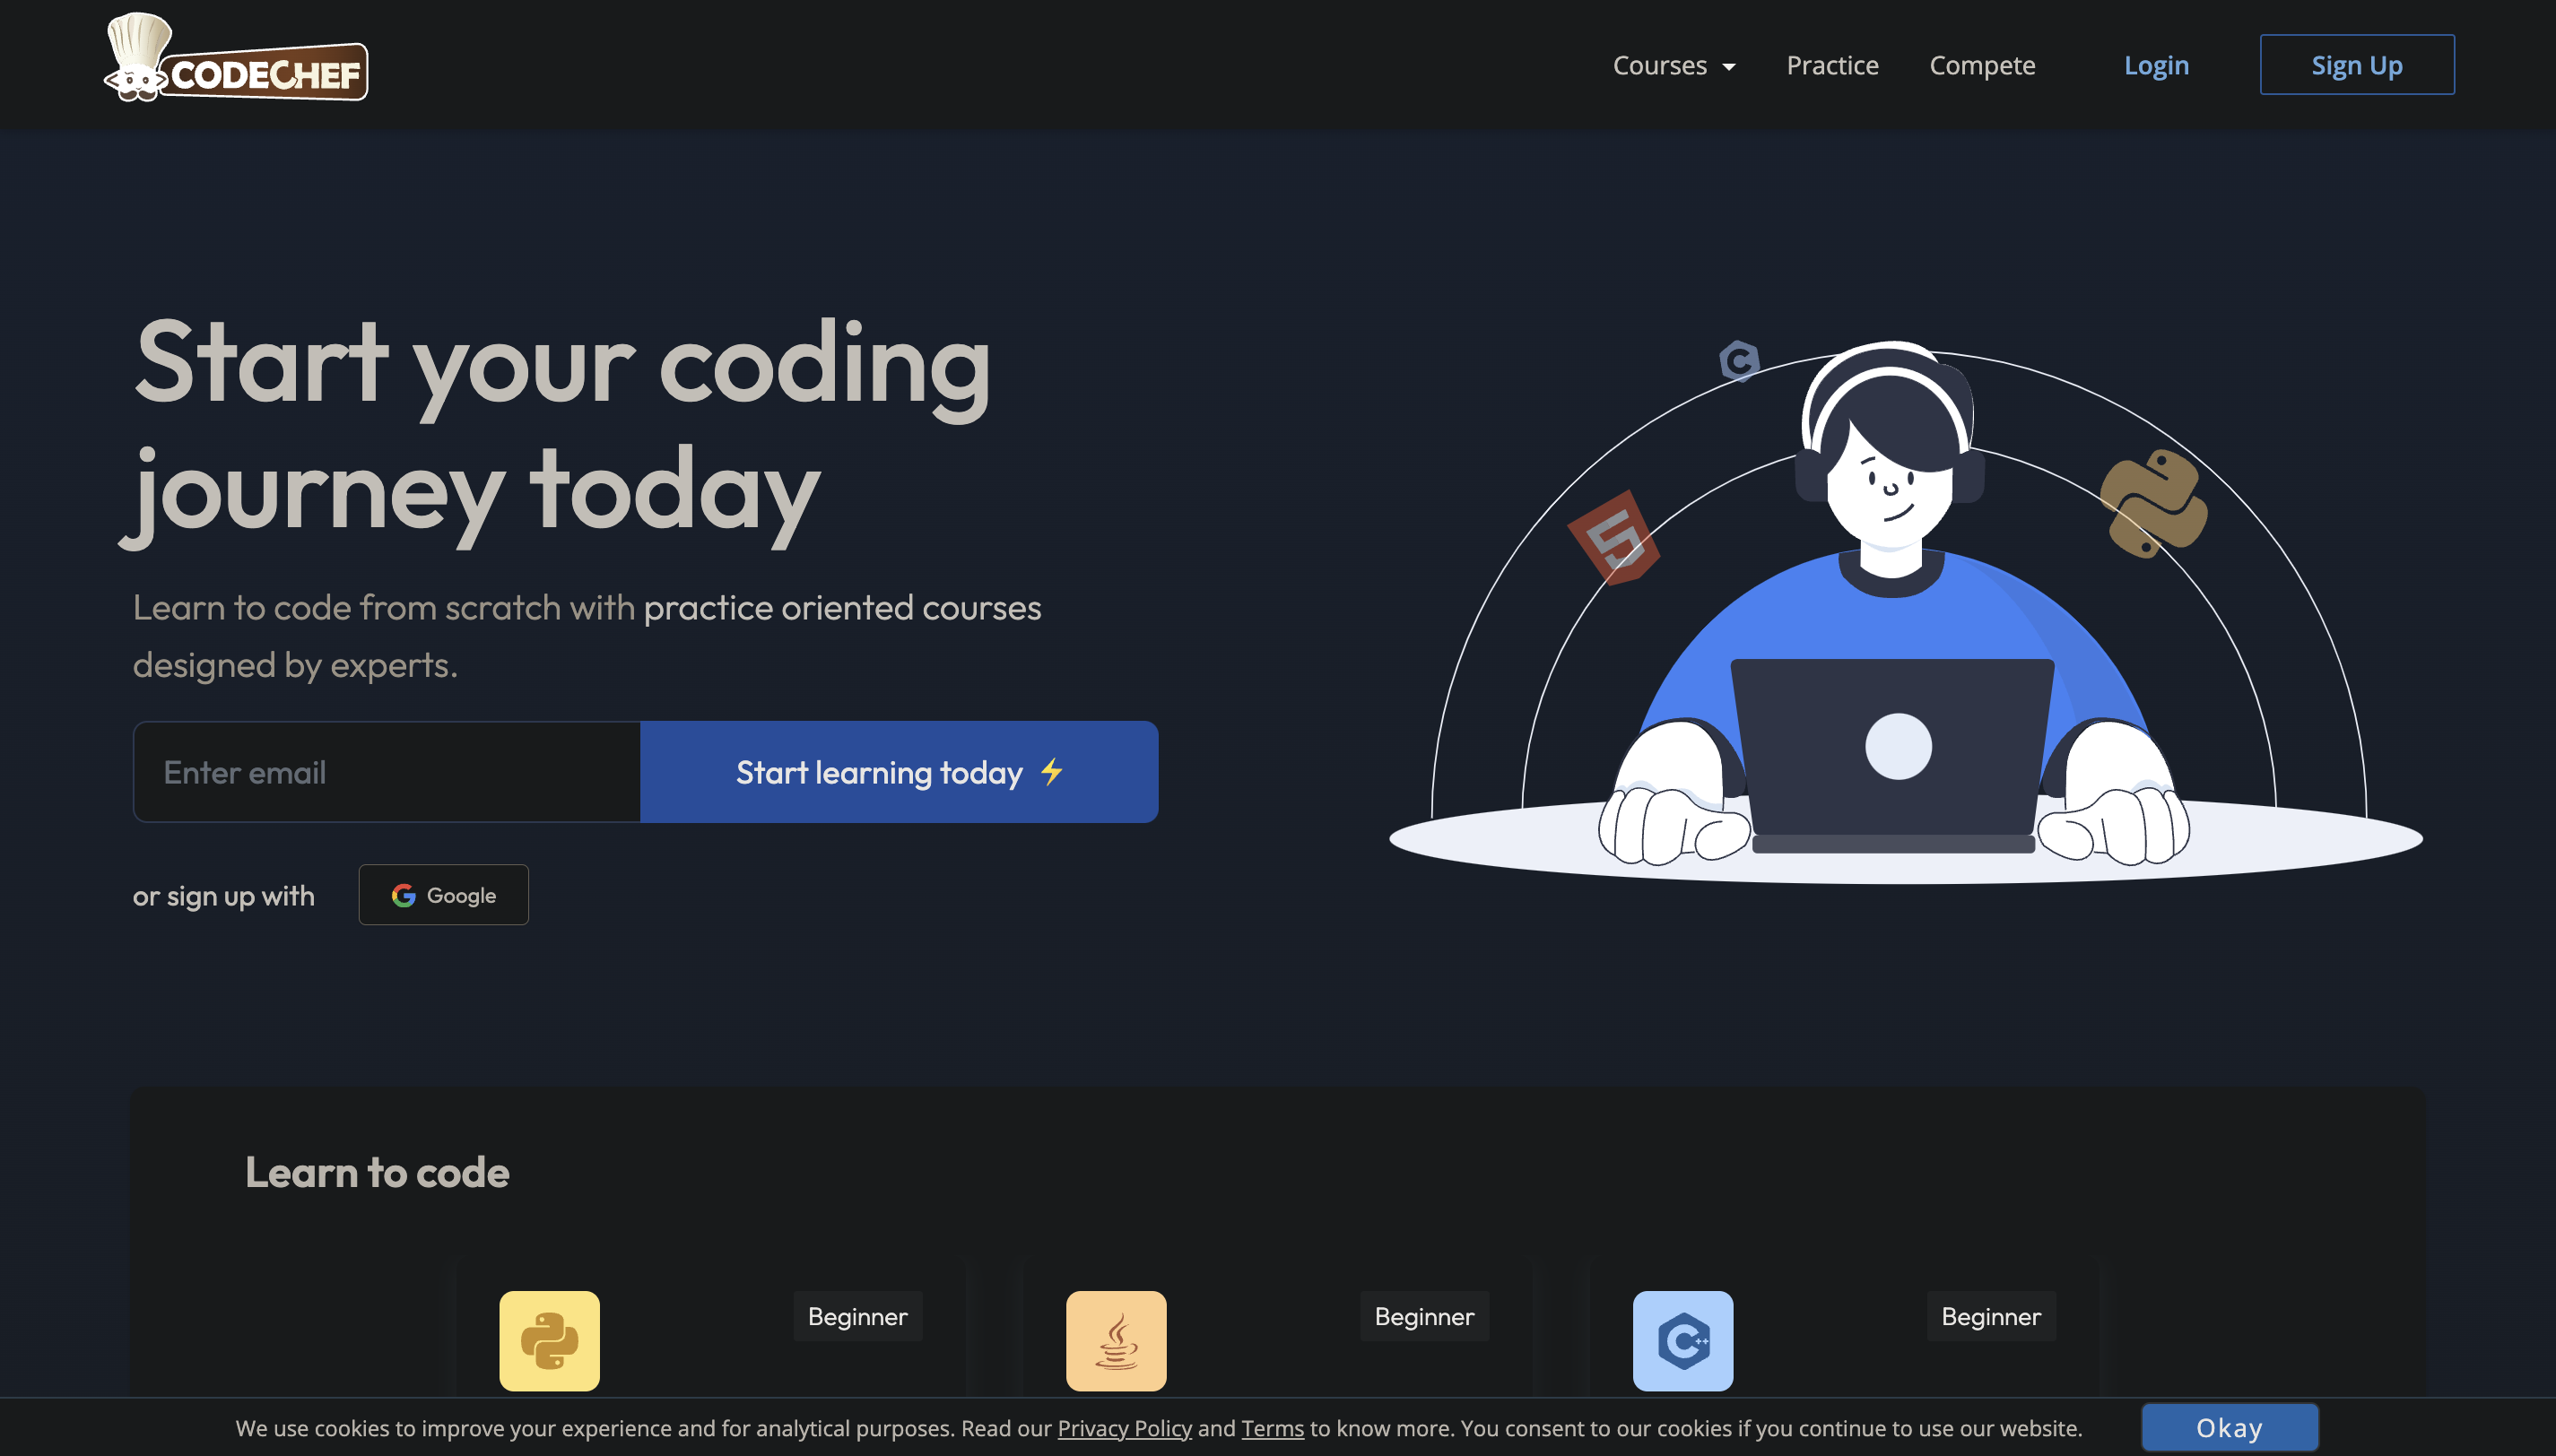 CODECHEF
Courses Practice Compete Login Sign Up
Start your coding
journey today
Learn to code from scratch with practice oriented courses
designed by experts.
Enter email
Start learning today ⚡
or sign up with
Google
Learn to code
Beginner
Beginner
Beginner
We use cookies to improve your experience and for analytical purposes. Read our Privacy Policy and Terms to know more. You consent to our cookies if you continue to use our website.
Okay